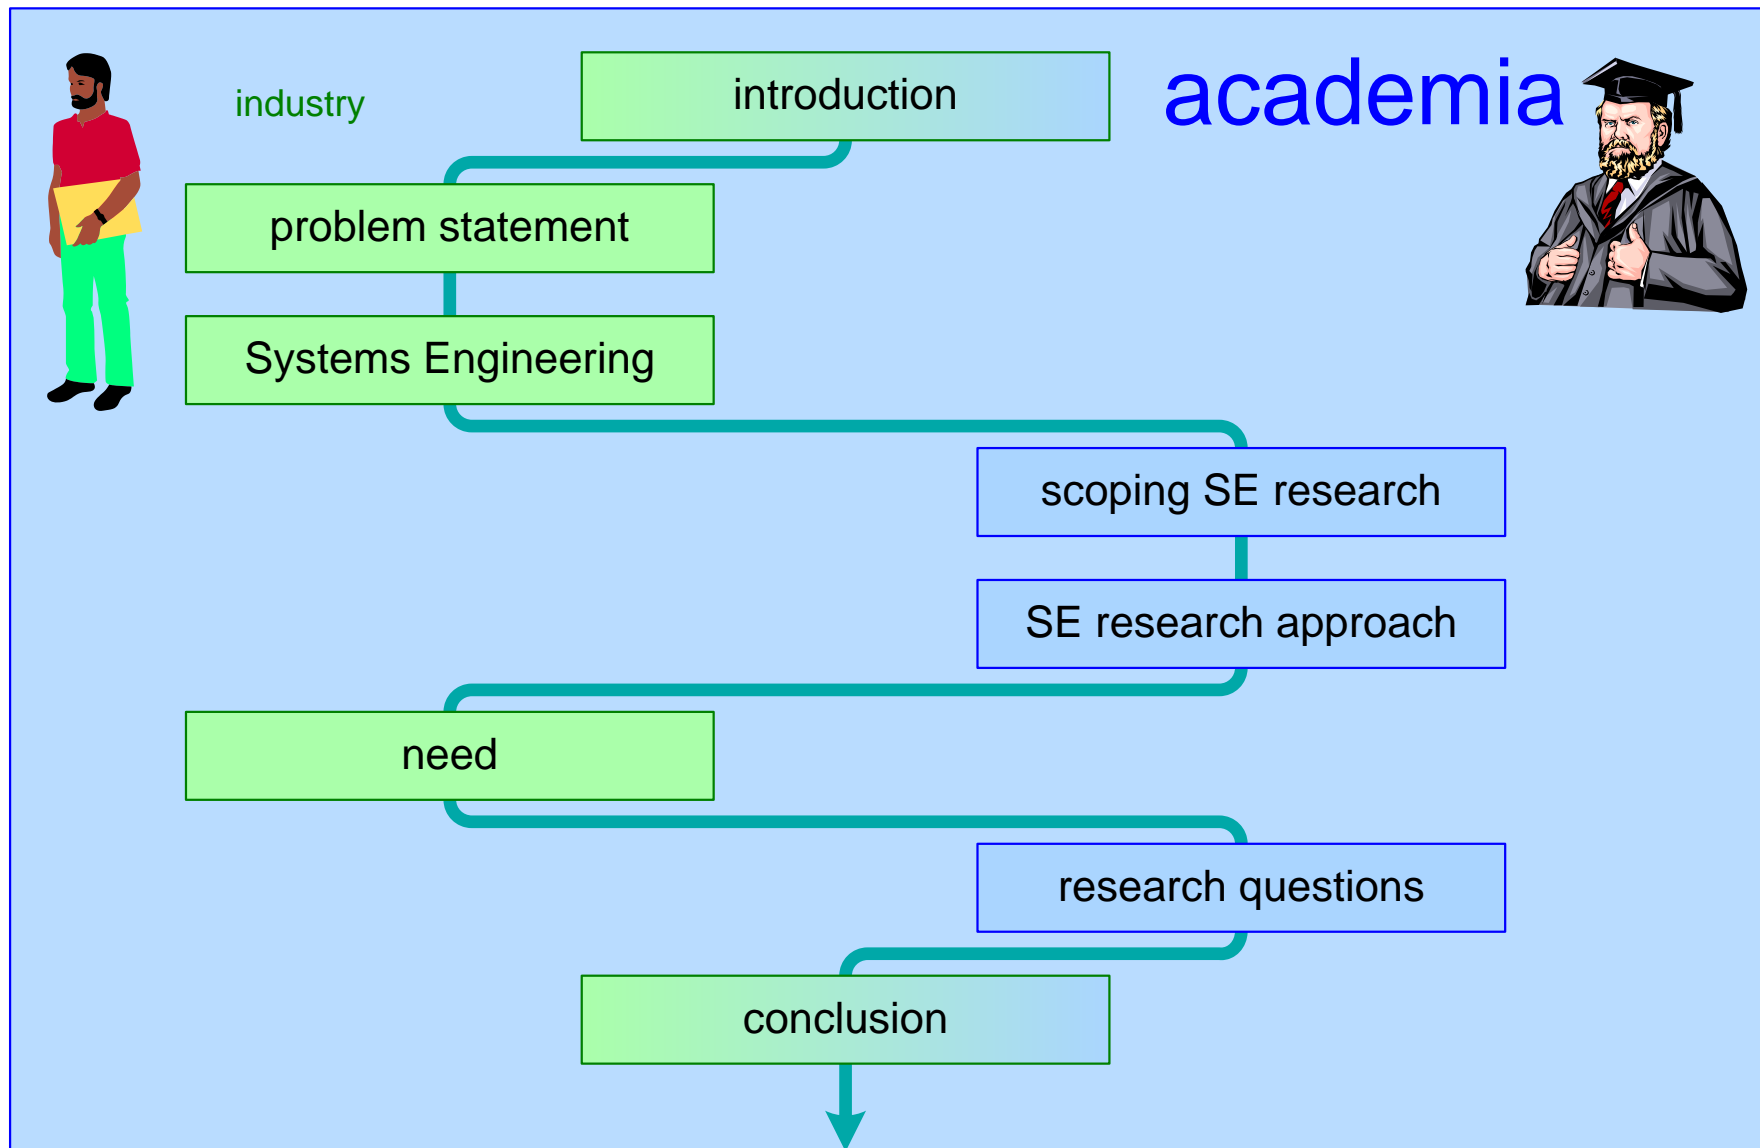 industry
introduction
academia
problem statement
Systems Engineering
scoping SE research
SE research approach
need
research questions
conclusion